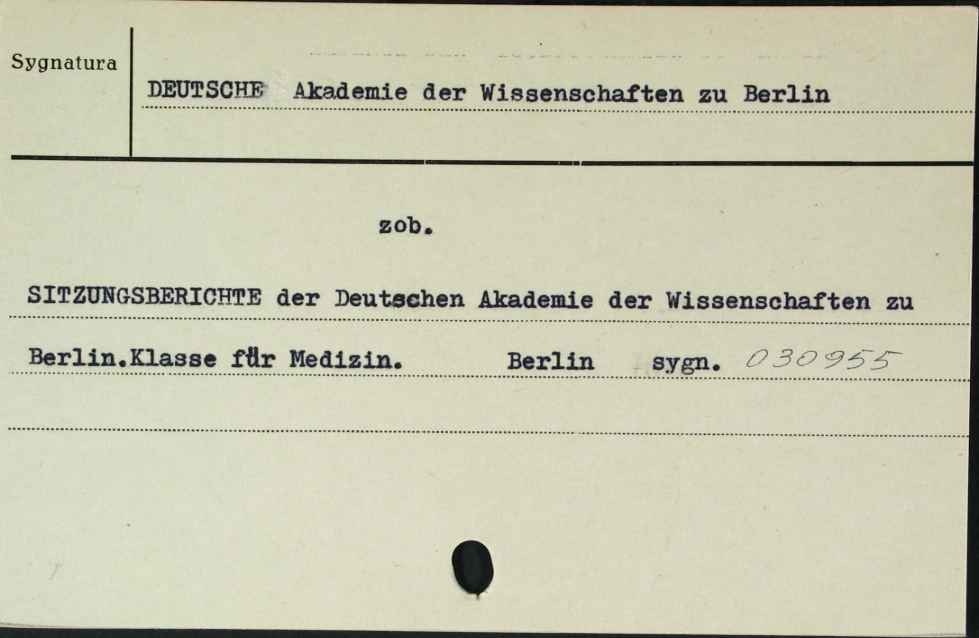 Sygnatura
DEUTSCHE Akademie der Wissenschaften zu Berlin
zob.
SITZUNGSBERICHTE der Deutschen Akademie der Wissenschaften zu
Berlin.Klasse für Medizin. Berlin sygn. 030955